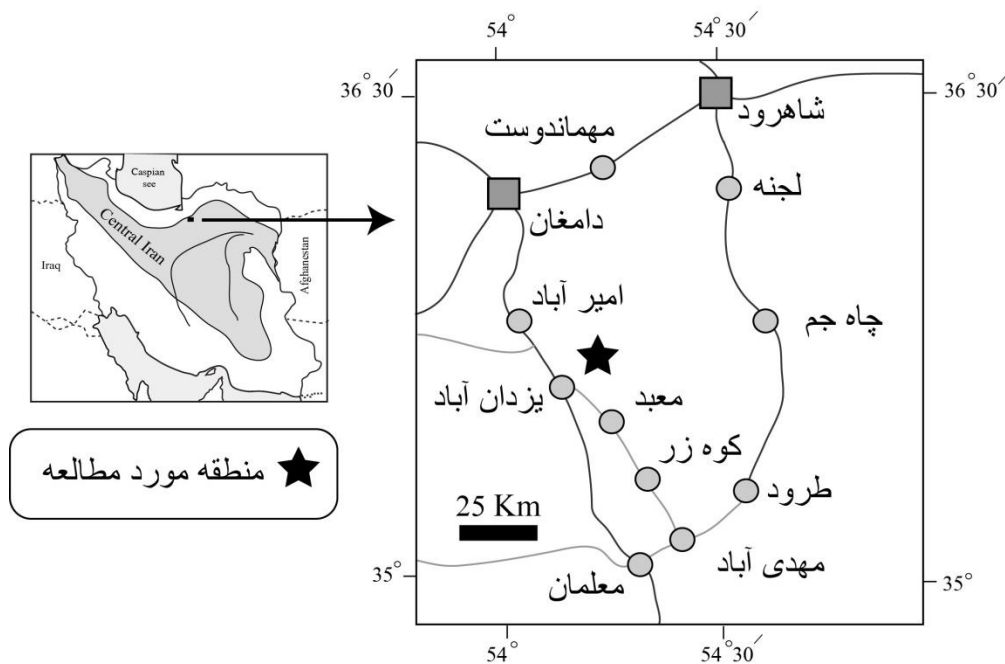 54°
54°30′
36°30′
36°30′
شاهرود
مهماندوست
لجنه
دامغان
Caspian
see
Central Iran
Iraq
Afghanestan
امیر آباد
چاه جم
یزدان آباد
معبد
کوه زر
منطقه مورد مطالعه
25 Km
طرود
مهدی آباد
معلمان
35°
35°
54°
54°30′